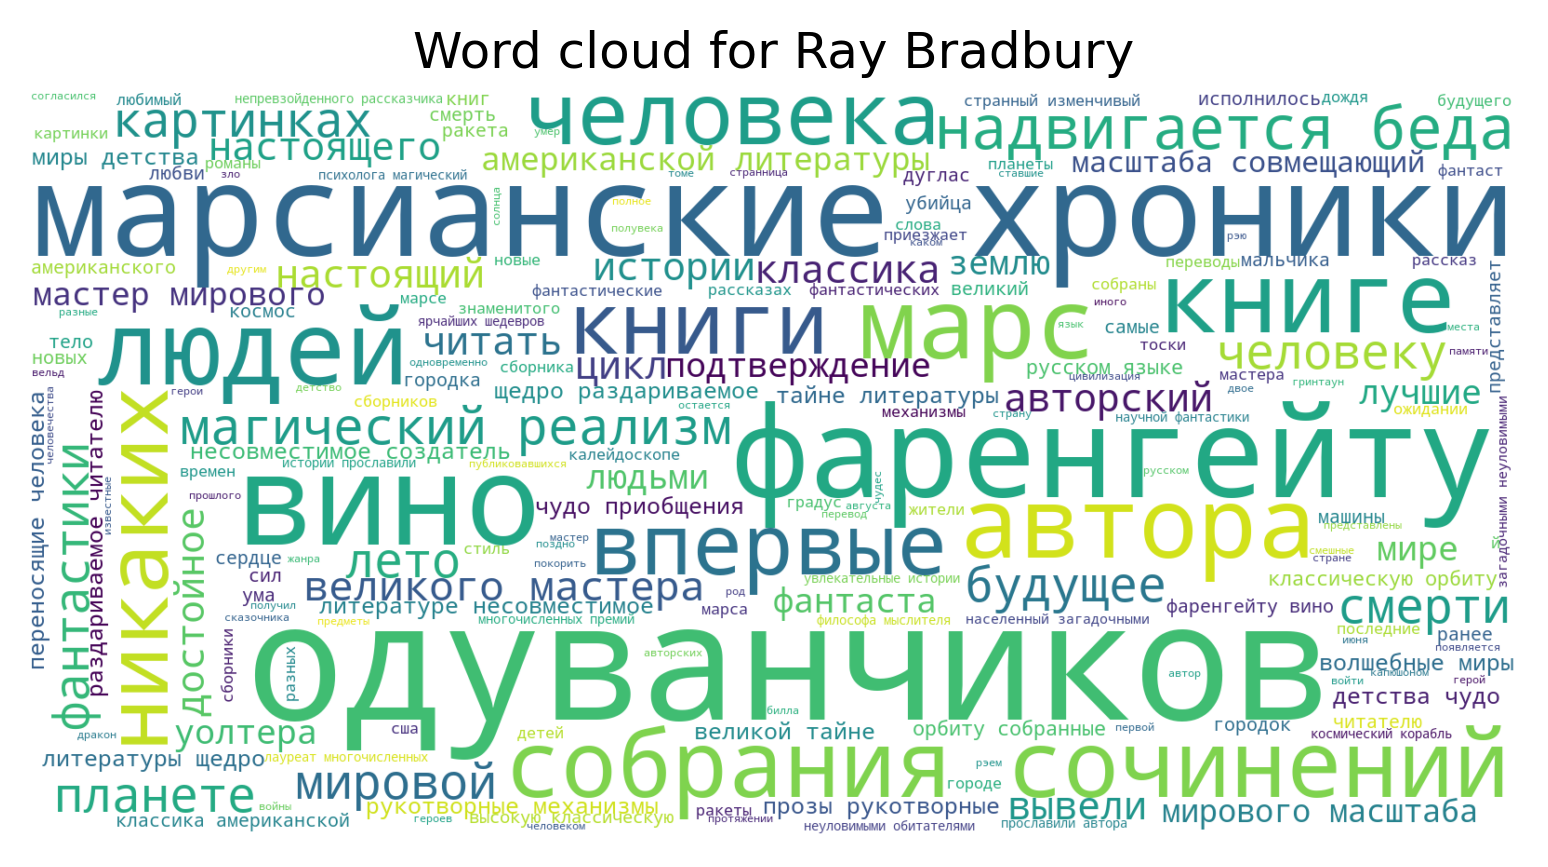 Word cloud for Ray Bradbury
согласился любимый непревзойденного рассказчика книг странный изменчивый исполнилось дождя будущего
картинках смерть человека надвигается беда
картинки настоящего ракета умер
миры детства романы американской литературы планеты масштаба совмещающий
любви зло психолога магический томе странница дуглас ставшие фантаст
марсианские хроники
солнца полное убийца
полувека слова приезжает каком рэю
американского другим настоящий новые истории классика землю переводы мальчика рассказ
мастер мирового марсе фантастические рассказах фантастических великий собраны книге представляет
разные космос знаменитого книги марс иного
людей ярчайших шедевров язык самые места
тело читать тоски человеку
новых одновременно сборника цикл подтверждение русском языке памяти
вельд городка цивилизация мастера
человечества герои детство щедро раздариваемое тайне литературы авторский двое гринтаун лучшие
сборников остается механизмы страну научной фантастики ожидании
никаких магический реализм фаренгейту
переносящие человека фантастики раздариваемое читателю несовместимое создатель калейдоскопе загадочными неуловимыми
времен истории прославили публиковавшихся людьми русском
известные прошлого вино чудо приобщения градус августа чудес жители автора машины
достойное перевод представлены
мастер впервые й
сердце жанра лето стиль поздно смешные мире
сил покорить стране
ума великого мастера увлекательные истории будущее классическую орбиту
получил литературе несовместимое род марса фантаста фаренгейту вино смерти
сказочника предметы многочисленных премий философа мыслителя населенный загадочными последние ранее
сборники одуванчиков июня появляется
разных авторских волшебные миры
автор войти капюшоном герой
детства чудо
билла
уолтера сша детей великой тайне орбиту собранные первой городок читателю
дракон космический корабль
литературы щедро лауреат многочисленных собрания сочинений
мировой рэем
планете городе
войны рукотворные механизмы ракеты прозы рукотворные вывели мирового масштаба
классика американской героев высокую классическую протяжении
человеком неуловимыми обитателями прославили автора